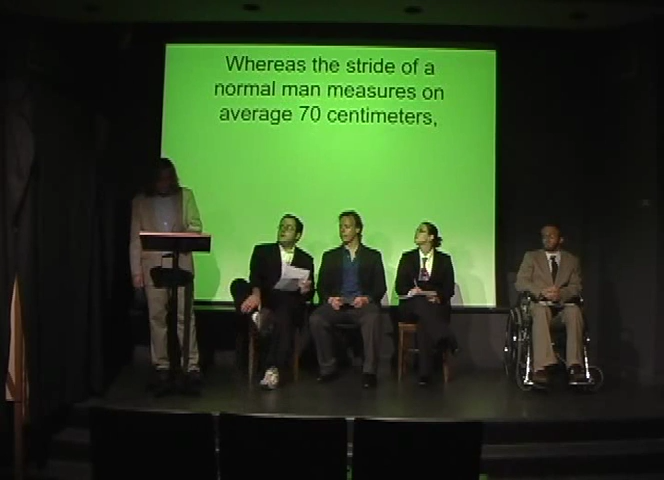 Whereas the stride of a
normal man measures on
average 70 centimeters,